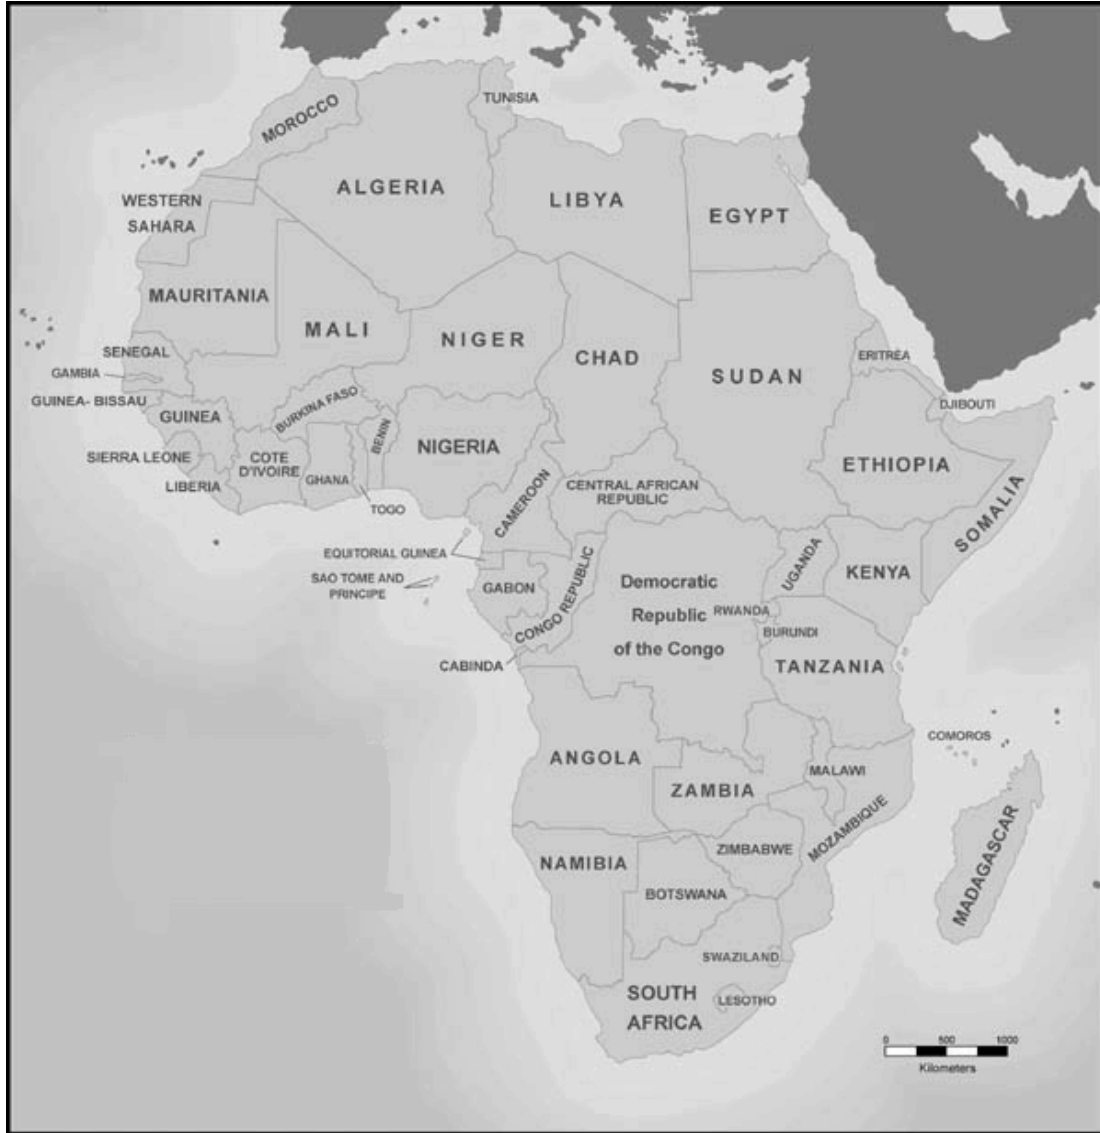 TUNISIA
MOROCCO
ALGERIA
LIBYA
EGYPT
WESTERN
SAHARA
MAURITANIA
MALI
NIGER
CHAD
SUDAN
ERITREA
DJIBOUTI
SENEGAL
GAMBIA
GUINEA- BISSAU
GUINEA
BURKINA FASO
BENIN
NIGERIA
SIERRA LEONE
COTE
D'IVOIRE
GHANA
LIBERIA
TOGO
CAMEROON
CENTRAL AFRICAN
REPUBLIC
ETHIOPIA
SOMALIA
EQUITORIAL GUINEA
SAO TOME AND
PRINCIPE
GABON
CONGO REPUBLIC
Democratic
Republic
of the Congo
UGANDA
KENYA
RWANDA
BURUNDI
TANZANIA
CABINDA
COMOROS
ANGOLA
ZAMBIA
MALAWI
MOZAMBIQUE
ZIMBABWE
NAMIBIA
BOTSWANA
MADAGASCAR
SWAZILAND
SOUTH
AFRICA
LESOTHO
0 500 1000
Kilometers